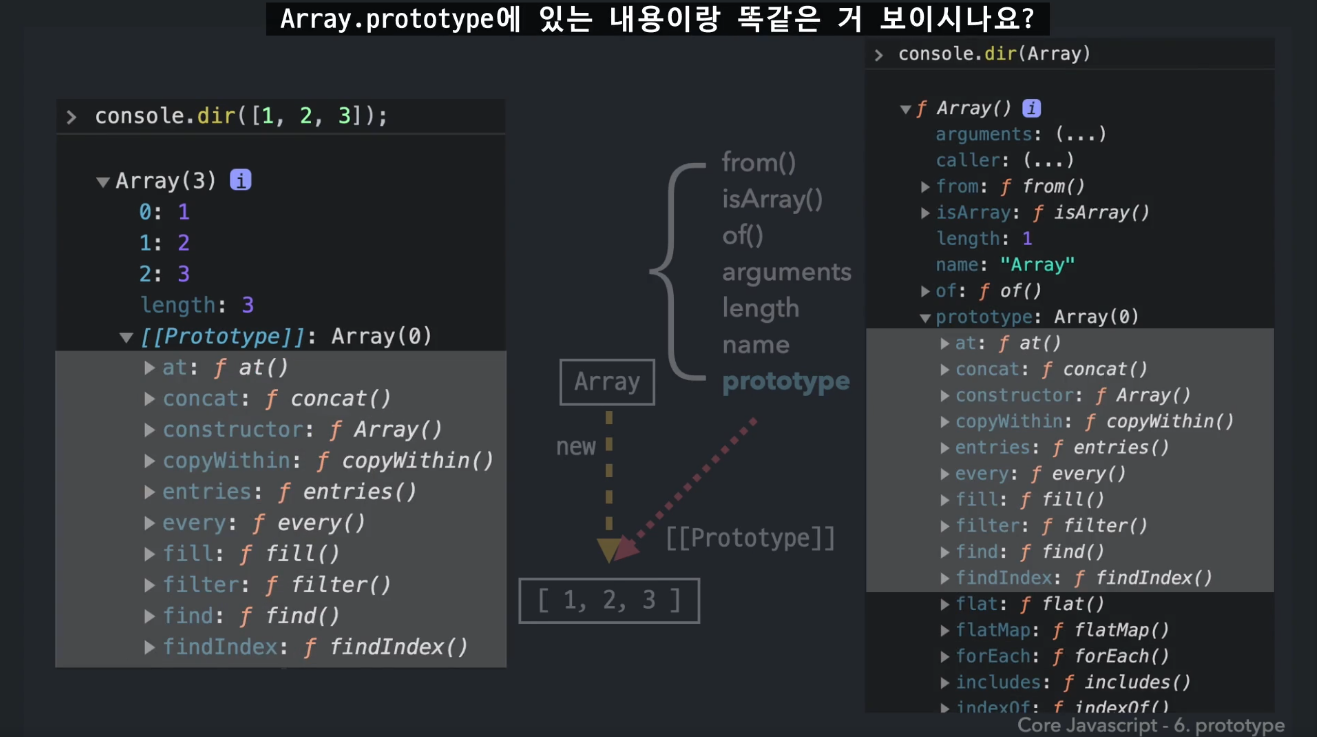 Array.prototype에 있는 내용이랑 똑같은 거 보이시나요?
> console.dir([1, 2, 3]);
▼Array(3) i
0: 1
1: 2
2: 3
length: 3
▼[[Prototype]]: Array(0)
▶at: ƒ at()
▶concat: ƒ concat()
▶constructor: ƒ Array()
▶copyWithin: ƒ copyWithin()
▶entries: ƒ entries()
▶every: ƒ every()
▶fill: ƒ fill()
▶filter: ƒ filter()
▶find: ƒ find()
▶findIndex: ƒ findIndex()
from()
isArray()
of()
arguments
length
name
prototype
Array
new
[[Prototype]]
[ 1, 2, 3 ]
> console.dir(Array)
▼ƒ Array() i
arguments: (...)
caller: (...)
▶from: ƒ from()
▶isArray: ƒ isArray()
length: 1
name: "Array"
▶of: ƒ of()
▼prototype: Array(0)
▶at: ƒ at()
▶concat: ƒ concat()
▶constructor: ƒ Array()
▶copyWithin: ƒ copyWithin()
▶entries: ƒ entries()
▶every: ƒ every()
▶fill: ƒ fill()
▶filter: ƒ filter()
▶find: ƒ find()
▶findIndex: ƒ findIndex()
▶flat: ƒ flat()
▶flatMap: ƒ flatMap()
▶forEach: ƒ forEach()
▶includes: ƒ includes()
▶indexOf: ƒ indexOf()
Core Javascript - 6. prototype